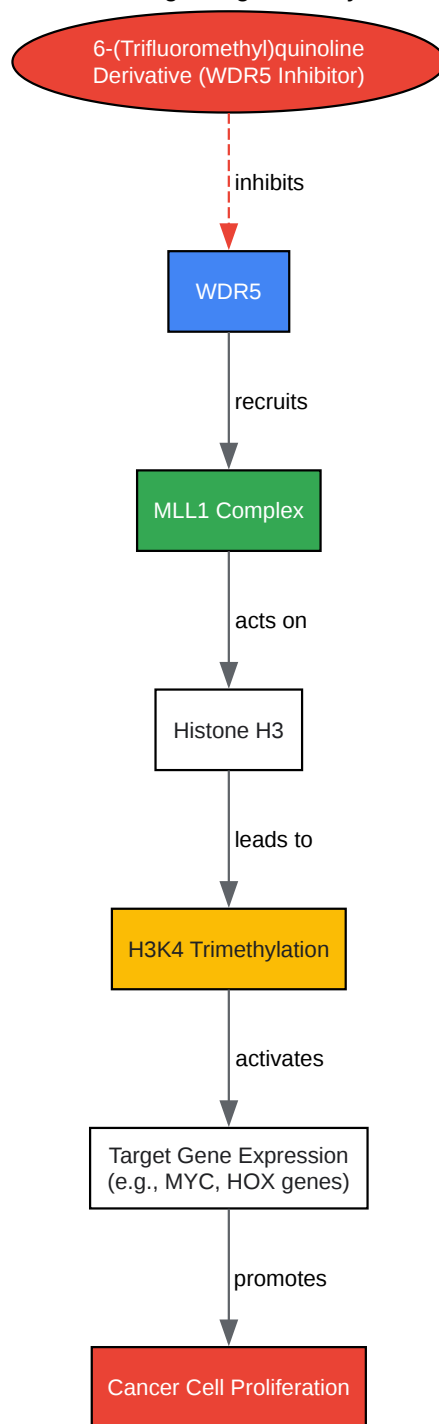 6-(Trifluoromethyl)quinoline
Derivative (WDR5 Inhibitor)
inhibits
WDR5
recruits
MLL1 Complex
acts on
Histone H3
leads to
H3K4 Trimethylation
activates
Target Gene Expression
(e.g., MYC, HOX genes)
promotes
Cancer Cell Proliferation